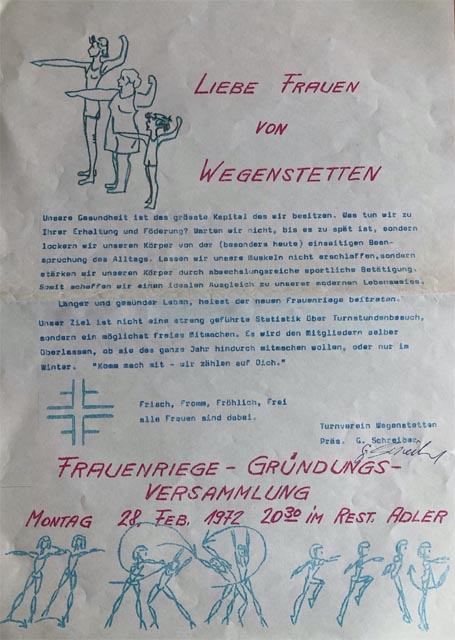 LIEBE FRAUEN
VON
WEGENSTETTEN
Unsere Gesundheit ist das grösste Kapital das wir besitzen. Was tun wir zu
Ihrer Erhaltung und Föderung? Warten wir nicht, bis es zu spät ist, sondern
lockern wir unseren Körper von der (besonders heute) einseitigen Bean-
spruchung des Alltags. Lassen wir unsere Muskeln nicht erschlaffen,sondern
stärken wir unseren Körper durch abwechslungsreiche sportliche Betätigung.
Somit schaffen wir einen idealen Ausgleich zu unserer modernen Lebensweise.
Länger und gesünder Leben, heisst der neuen Frauenriege beitreten.
Unser Ziel ist nicht eine streng geführte Statistik über Turnstundenbesuch,
sondern ein möglichst freies Mitmachen. Es wird den Mitgliedern selber
Überlassen, ob sie das ganze Jahr hindurch mitmachen wollen, oder nur im
Winter. "Komm mach mit - wir zählen auf Dich."
Frisch, Fromm, Fröhlich, Frei
alle Frauen sind dabei.
Turnverein Wegenstetten
Präs. G. Schreiber
FRAUENRIEGE - GRÜNDUNGS-
VERSAMMLUNG
MONTAG 28. FEB. 1972 20³⁰ IM REST. ADLER